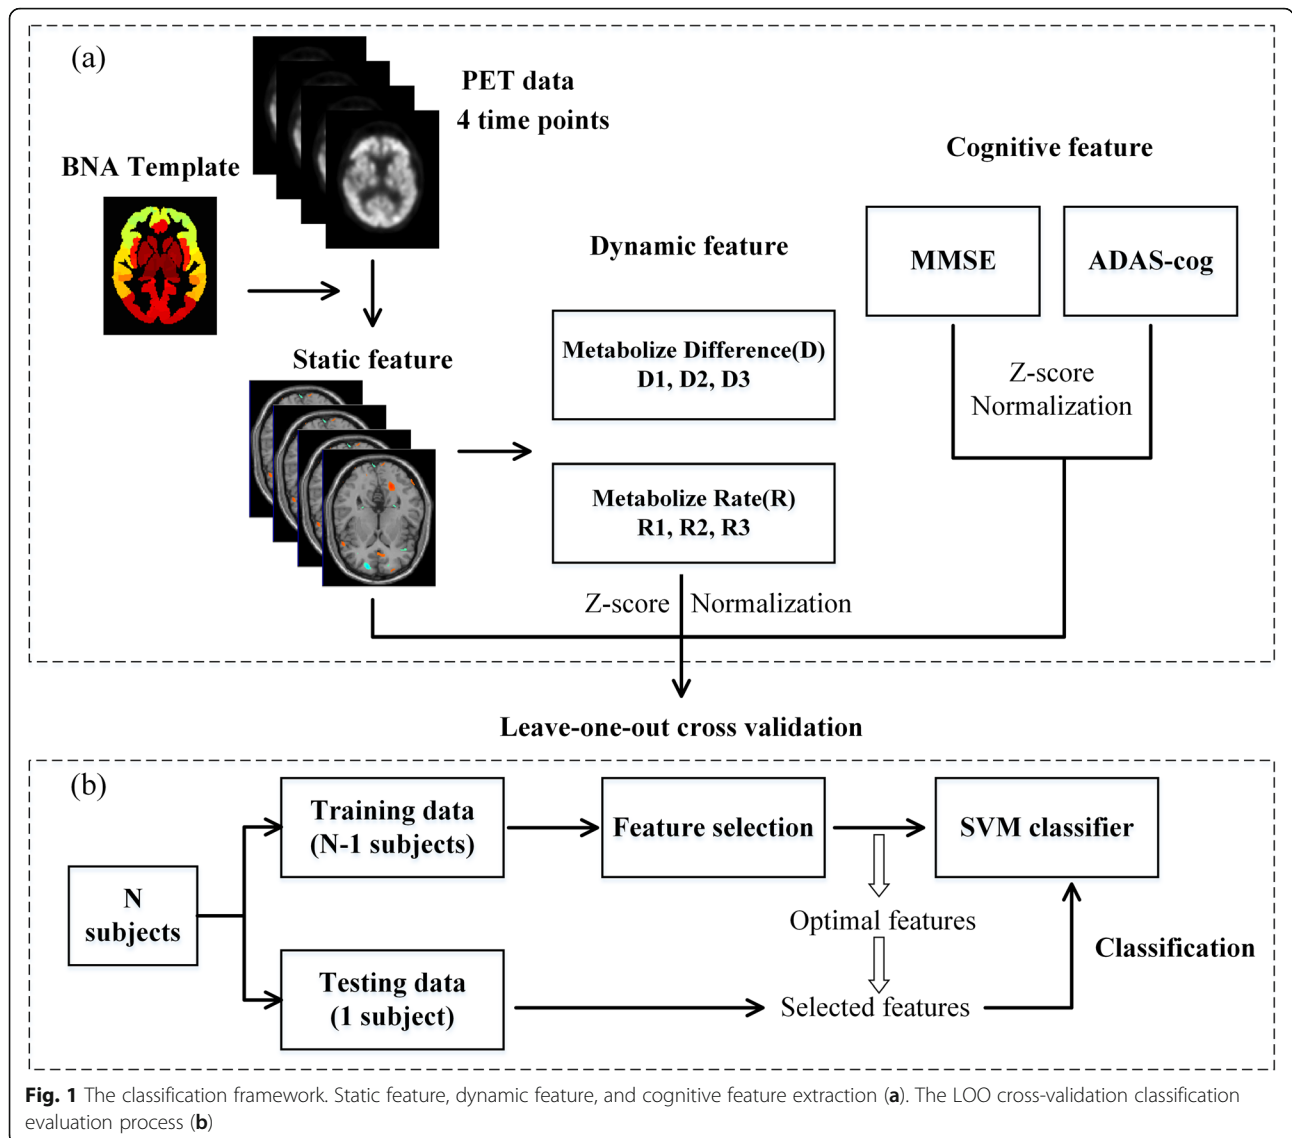 (a)
PET data
4 time points
BNA Template
Cognitive feature
MMSE
ADAS-cog
Dynamic feature
Metabolize Difference(D)
D1, D2, D3
Static feature
Z-score
Normalization
Metabolize Rate(R)
R1, R2, R3
Z-score Normalization
Leave-one-out cross validation
(b)
Training data
(N-1 subjects)
Feature selection
SVM classifier
N
subjects
Optimal features
Classification
Testing data
(1 subject)
Selected features
Fig. 1 The classification framework. Static feature, dynamic feature, and cognitive feature extraction (a). The LOO cross-validation classification
evaluation process (b)